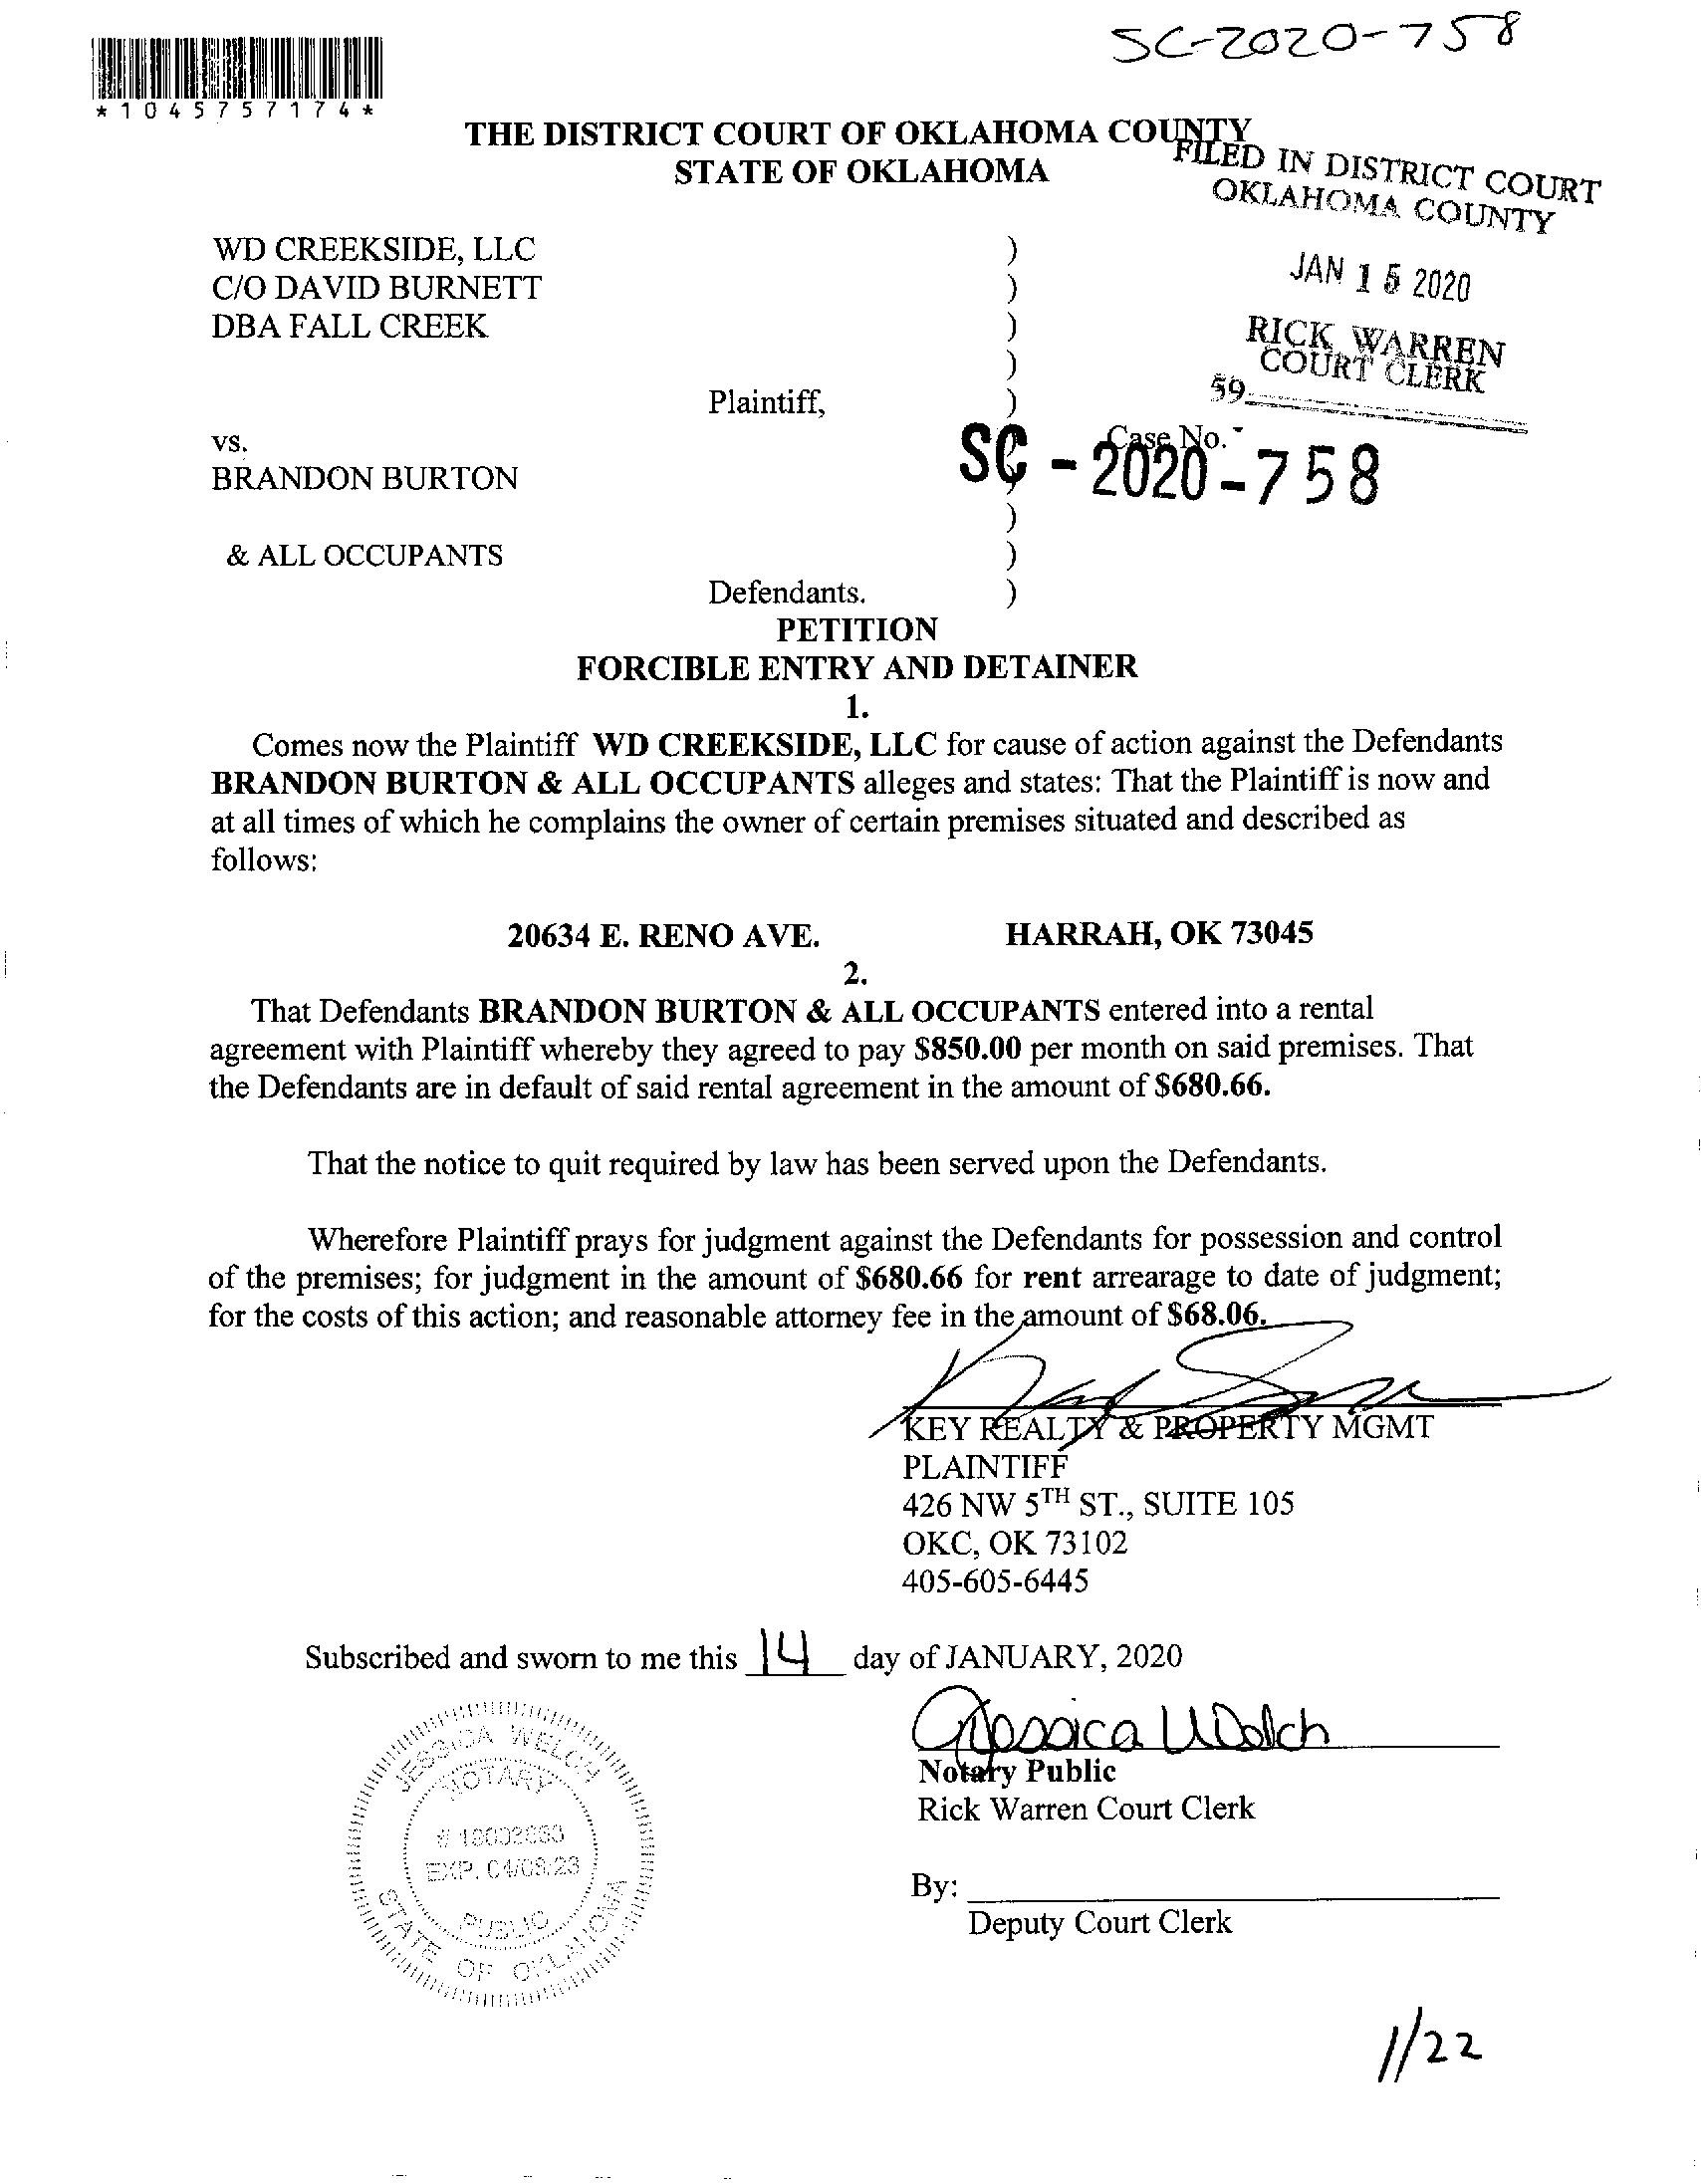 SC-2020-758
*1045757174*
THE DISTRICT COURT OF OKLAHOMA COUNTY
STATE OF OKLAHOMA
FILED IN DISTRICT COURT
OKLAHOMA COUNTY
JAN 15 2020
RICK WARREN
COURT CLERK
59
WD CREEKSIDE, LLC )
C/O DAVID BURNETT )
DBA FALL CREEK )
)
Plaintiff, )
vs. Case No.
SC - 2020 - 758
BRANDON BURTON )
)
& ALL OCCUPANTS )
Defendants. )
PETITION
FORCIBLE ENTRY AND DETAINER
1.
Comes now the Plaintiff WD CREEKSIDE, LLC for cause of action against the Defendants
BRANDON BURTON & ALL OCCUPANTS alleges and states: That the Plaintiff is now and
at all times of which he complains the owner of certain premises situated and described as
follows:
20634 E. RENO AVE. HARRAH, OK 73045
2.
That Defendants BRANDON BURTON & ALL OCCUPANTS entered into a rental
agreement with Plaintiff whereby they agreed to pay $850.00 per month on said premises. That
the Defendants are in default of said rental agreement in the amount of $680.66.
That the notice to quit required by law has been served upon the Defendants.
Wherefore Plaintiff prays for judgment against the Defendants for possession and control
of the premises; for judgment in the amount of $680.66 for rent arrearage to date of judgment;
for the costs of this action; and reasonable attorney fee in the amount of $68.06.
KEY REALTY & PROPERTY MGMT
PLAINTIFF
426 NW 5TH ST., SUITE 105
OKC, OK 73102
405-605-6445
Subscribed and sworn to me this 14 day of JANUARY, 2020
Jessica Welch
Notary Public
Rick Warren Court Clerk
By:
Deputy Court Clerk
JESSICA WELCH
NOTARY
EXP. 04/03/23
PUBLIC
STATE OF OKLAHOMA
1/22